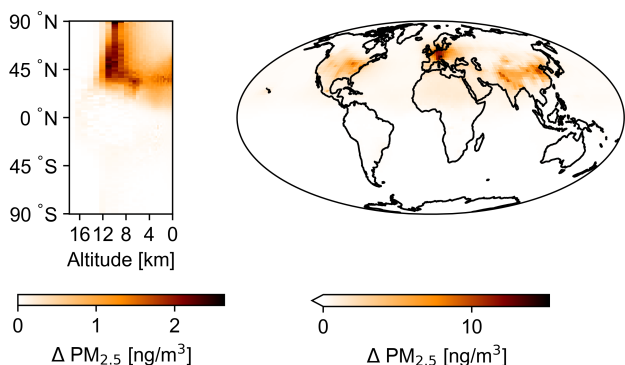 90 °N
45 °N
0 °N
45 °S
90 °S
16 12 8 4 0
Altitude [km]
0 1 2
Δ PM2.5 [ng/m³]
0 10
Δ PM2.5 [ng/m³]